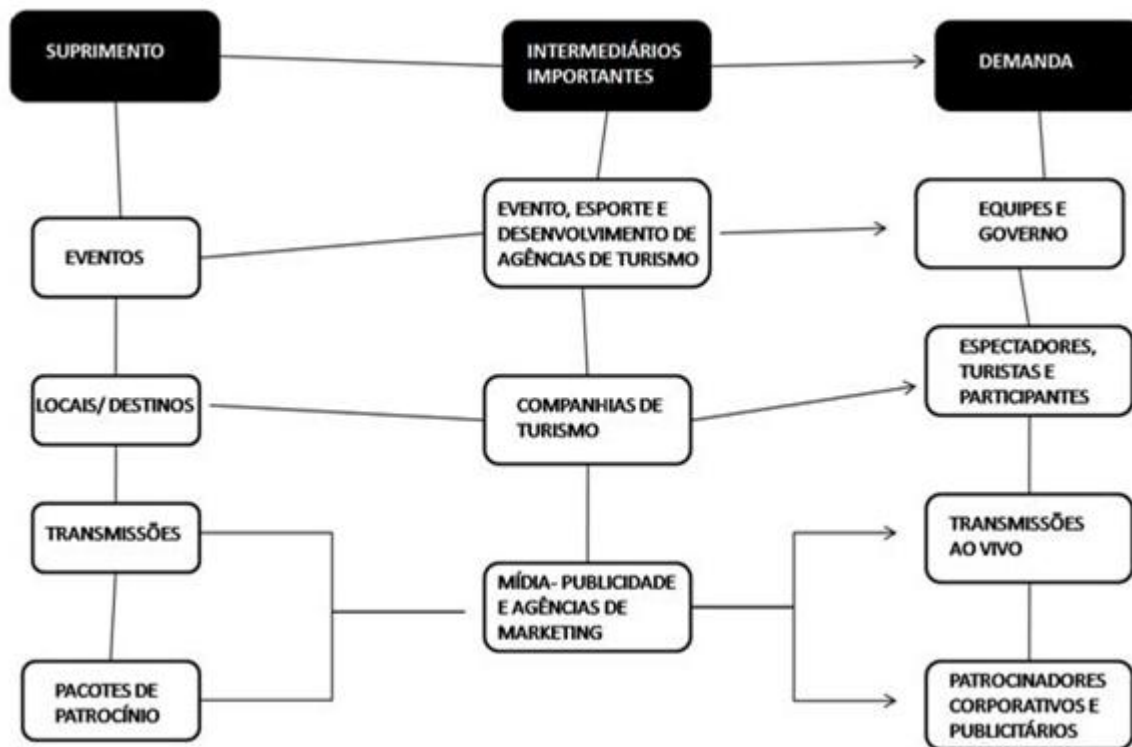 SUPRIMENTO
INTERMEDIÁRIOS
IMPORTANTES
DEMANDA
EVENTOS
EVENTO, ESPORTE E
DESENVOLVIMENTO DE
AGÊNCIAS DE TURISMO
EQUIPES E
GOVERNO
LOCAIS/ DESTINOS
COMPANHIAS DE
TURISMO
ESPECTADORES,
TURISTAS E
PARTICIPANTES
TRANSMISSÕES
MÍDIA- PUBLICIDADE
E AGÊNCIAS DE
MARKETING
TRANSMISSÕES
AO VIVO
PACOTES DE
PATROCÍNIO
PATROCINADORES
CORPORATIVOS E
PUBLICITÁRIOS